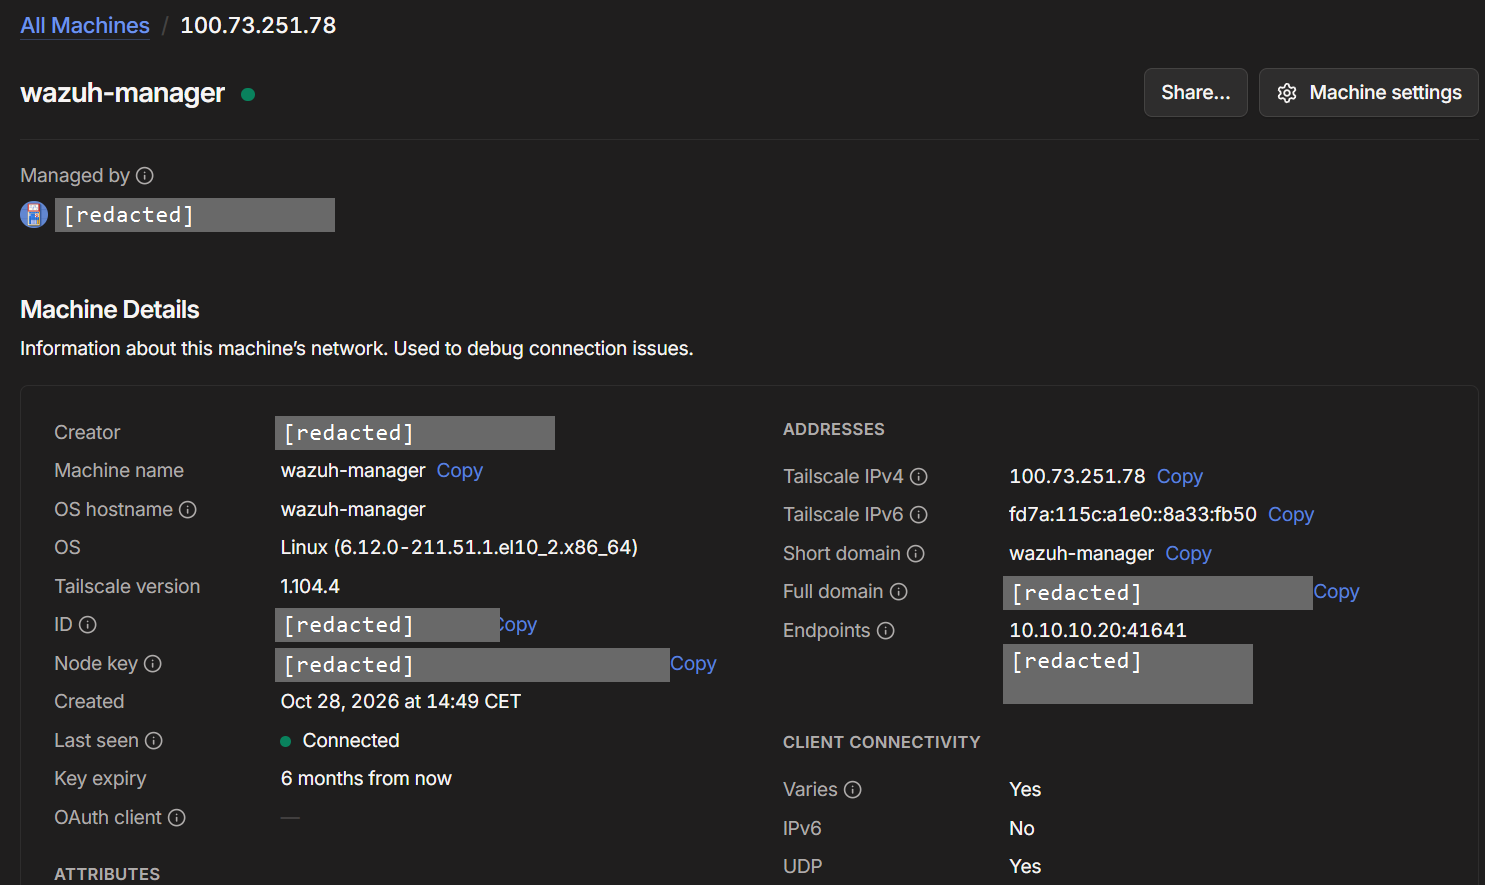 All Machines / 100.73.251.78
wazuh-manager
Share...
Machine settings
Managed by
[redacted]
Machine Details
Information about this machine’s network. Used to debug connection issues.
Creator [redacted]
Machine name wazuh-manager Copy
OS hostname wazuh-manager
OS Linux (6.12.0-211.51.1.el10_2.x86_64)
Tailscale version 1.104.4
ID [redacted] Copy
Node key [redacted] Copy
Created Oct 28, 2026 at 14:49 CET
Last seen Connected
Key expiry 6 months from now
OAuth client —
ATTRIBUTES
ADDRESSES
Tailscale IPv4 100.73.251.78 Copy
Tailscale IPv6 fd7a:115c:a1e0::8a33:fb50 Copy
Short domain wazuh-manager Copy
Full domain [redacted] Copy
Endpoints 10.10.10.20:41641
[redacted]
CLIENT CONNECTIVITY
Varies Yes
IPv6 No
UDP Yes